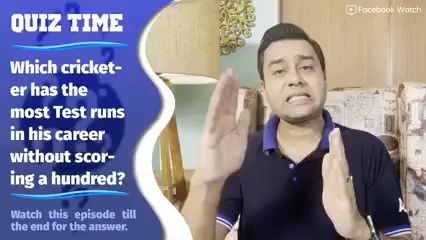 QUIZ TIME
Facebook Watch
Which cricket-
er has the
most Test runs
in his career
without scor-
ing a hundred?
Watch this episode till
the end for the answer.